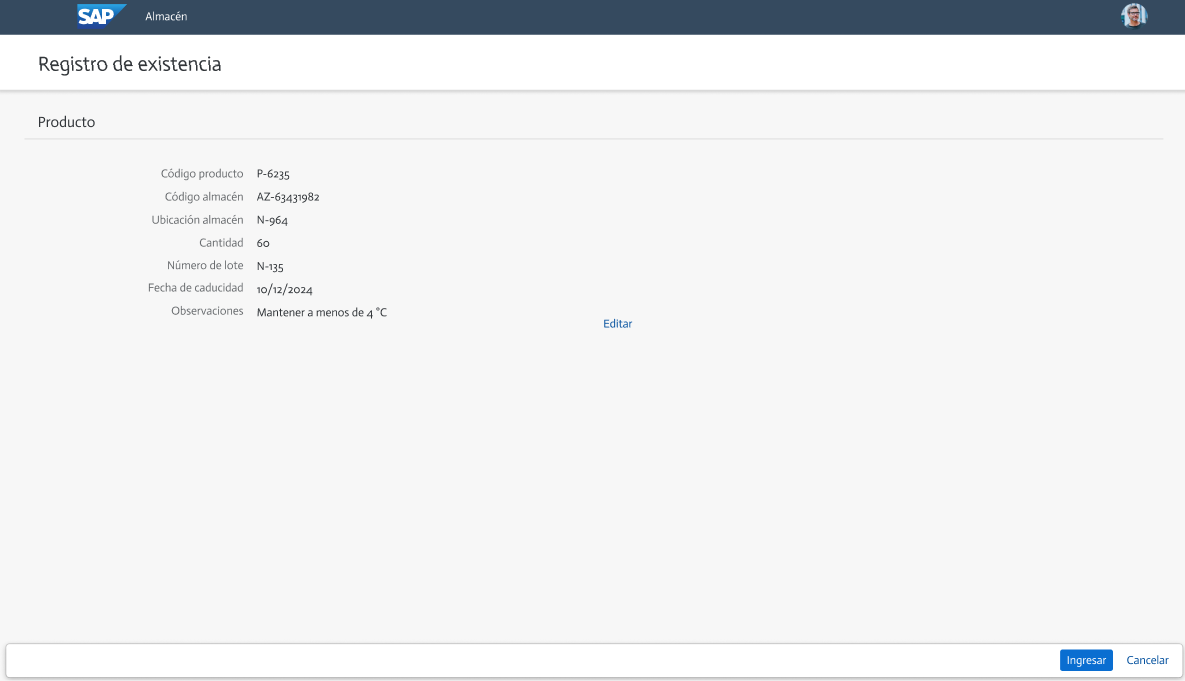 SAP Almacén
Registro de existencia
Producto
Código producto P-6235
Código almacén AZ-63431982
Ubicación almacén N-964
Cantidad 60
Número de lote N-135
Fecha de caducidad 10/12/2024
Observaciones Mantener a menos de 4 °C
Editar
Ingresar Cancelar